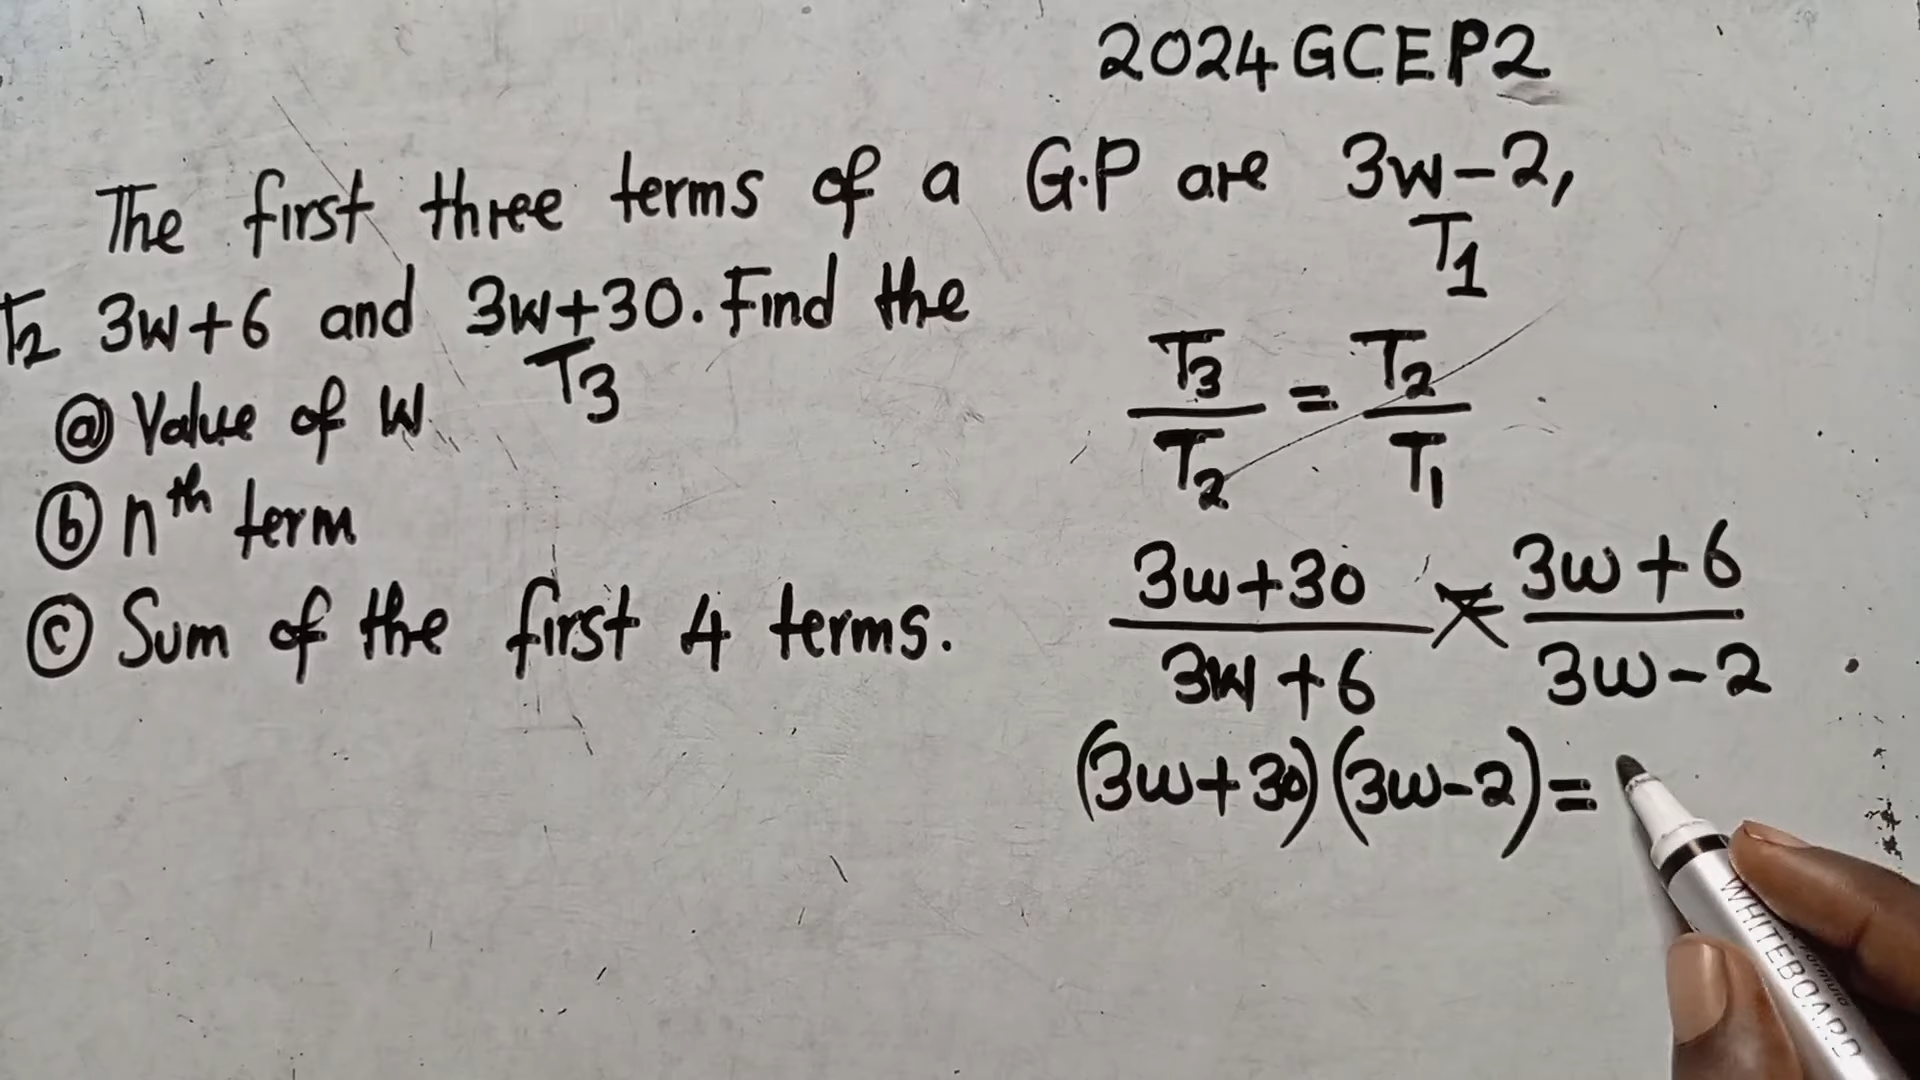 2024 GCE P2
The first three terms of a G.P are 3w-2,
T1
T2 3w+6 and 3w+30. Find the
T3
(a) Value of W
(b) nth term
(c) Sum of the first 4 terms.
T3/T2 = T2/T1
3w+30/3w+6 = 3w+6/3w-2
(3w+30)(3w-2)=
WHITEBOARD